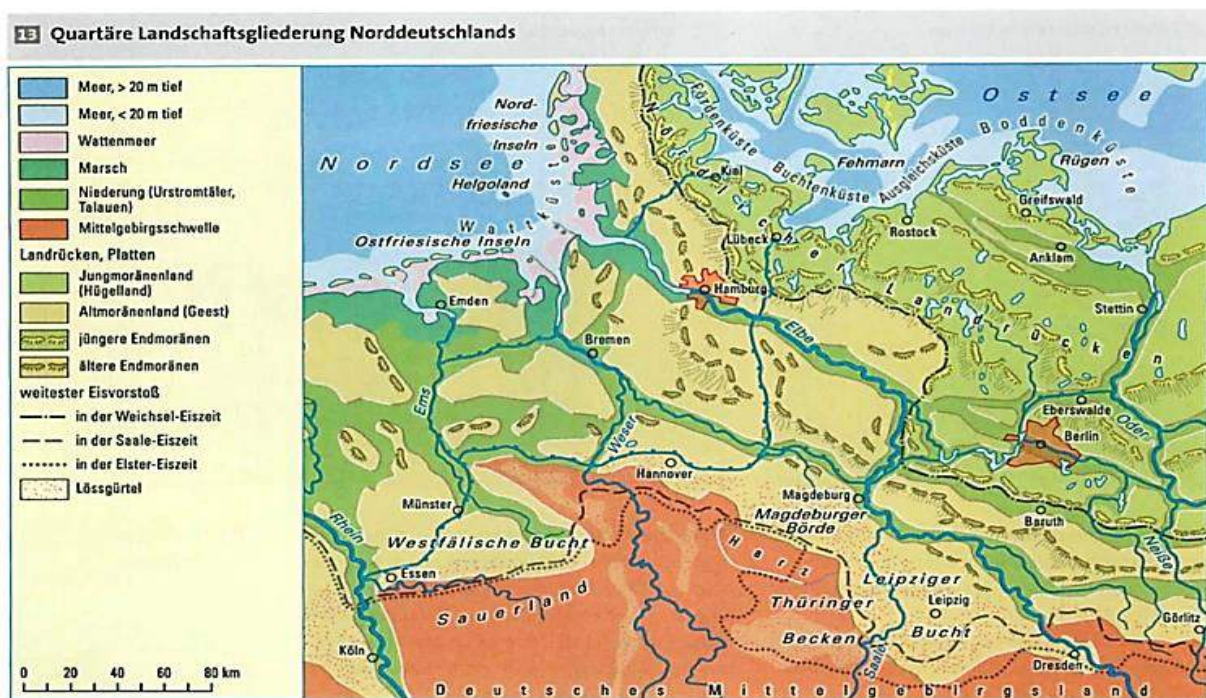 13 Quartäre Landschaftsgliederung Norddeutschlands
Meer, > 20 m tief
Meer, < 20 m tief
Wattenmeer
Marsch
Niederung (Urstromtäler,
Talauen)
Mittelgebirgsschwelle
Landrücken, Platten
Jungmoränenland
(Hügelland)
Altmoränenland (Geest)
jüngere Endmoränen
ältere Endmoränen
weitester Eisvorstoß
in der Weichsel-Eiszeit
in der Saale-Eiszeit
in der Elster-Eiszeit
Lössgürtel
0 20 40 60 80 km
Nordsee
Nord-
friesische
Inseln
Helgoland
Wattküste
Ostfriesische Inseln
Ostsee
Fördenküste
Buchtenküste
Ausgleichsküste
Boddenküste
Fehmarn
Rügen
Kiel
Lübeck
Rostock
Greifswald
Anklam
Stettin
Nördlicher Landrücken
Emden
Bremen
Hamburg
Elbe
Ems
Weser
Hannover
Eberswalde
Berlin
Oder
Magdeburg
Magdeburger
Börde
Baruth
Neiße
Münster
Westfälische Bucht
Rhein
Essen
Sauerland
Köln
Harz
Thüringer
Becken
Saale
Leipziger
Leipzig
Bucht
Görlitz
Dresden
Deutsches Mittelgebirgsland